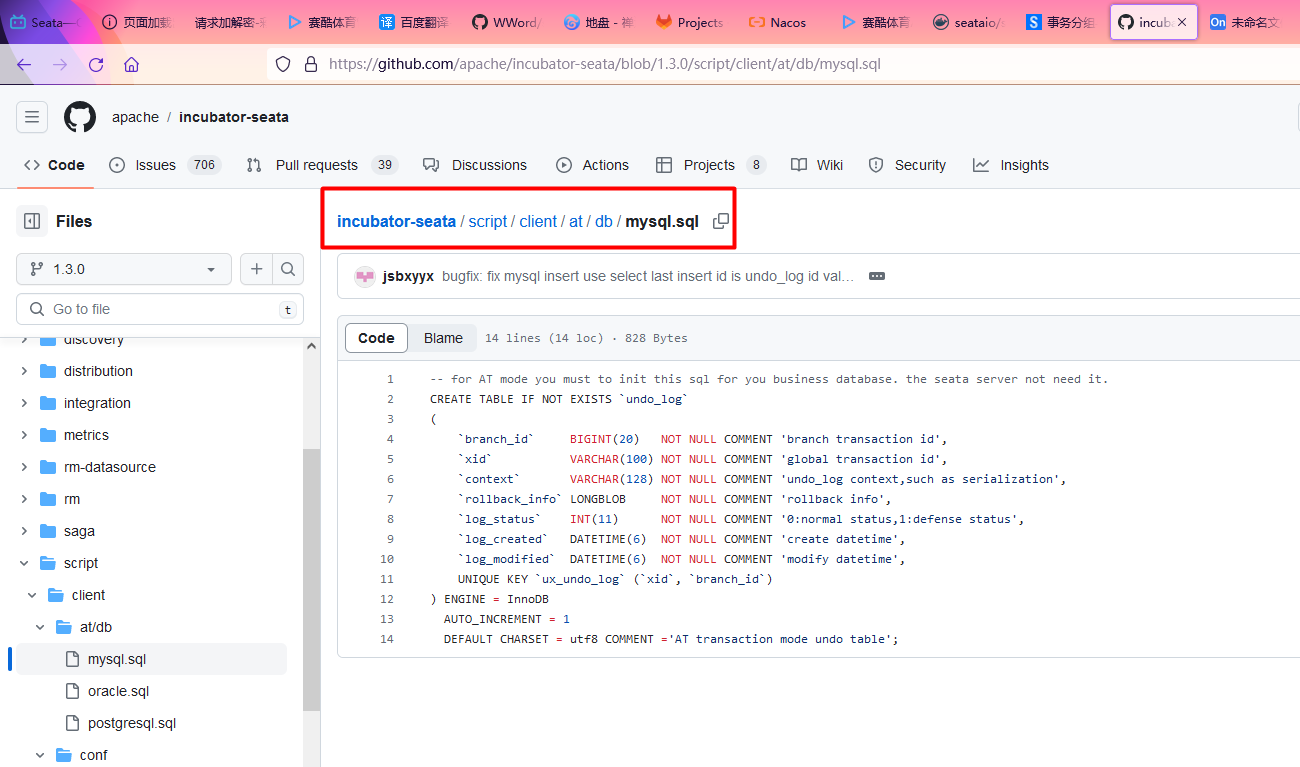 Seata—
页面加载
请求加解密-
赛酷体育
译 百度翻译
WWord/
地盘 - 禅
Projects
Nacos
赛酷体育
seataio/s
S 事务分组
incub
On 未命名文
https://github.com/apache/incubator-seata/blob/1.3.0/script/client/at/db/mysql.sql
apache / incubator-seata
Code
Issues 706
Pull requests 39
Discussions
Actions
Projects 8
Wiki
Security
Insights
Files
1.3.0
Go to file t
discovery
distribution
integration
metrics
rm-datasource
rm
saga
script
client
at/db
mysql.sql
oracle.sql
postgresql.sql
conf
incubator-seata / script / client / at / db / mysql.sql
jsbxyyx bugfix: fix mysql insert use select last insert id is undo_log id val…
Code Blame 14 lines (14 loc) · 828 Bytes
1 -- for AT mode you must to init this sql for you business database. the seata server not need it.
2 CREATE TABLE IF NOT EXISTS `undo_log`
3 (
4 `branch_id` BIGINT(20) NOT NULL COMMENT 'branch transaction id',
5 `xid` VARCHAR(100) NOT NULL COMMENT 'global transaction id',
6 `context` VARCHAR(128) NOT NULL COMMENT 'undo_log context,such as serialization',
7 `rollback_info` LONGBLOB NOT NULL COMMENT 'rollback info',
8 `log_status` INT(11) NOT NULL COMMENT '0:normal status,1:defense status',
9 `log_created` DATETIME(6) NOT NULL COMMENT 'create datetime',
10 `log_modified` DATETIME(6) NOT NULL COMMENT 'modify datetime',
11 UNIQUE KEY `ux_undo_log` (`xid`, `branch_id`)
12 ) ENGINE = InnoDB
13 AUTO_INCREMENT = 1
14 DEFAULT CHARSET = utf8 COMMENT ='AT transaction mode undo table';